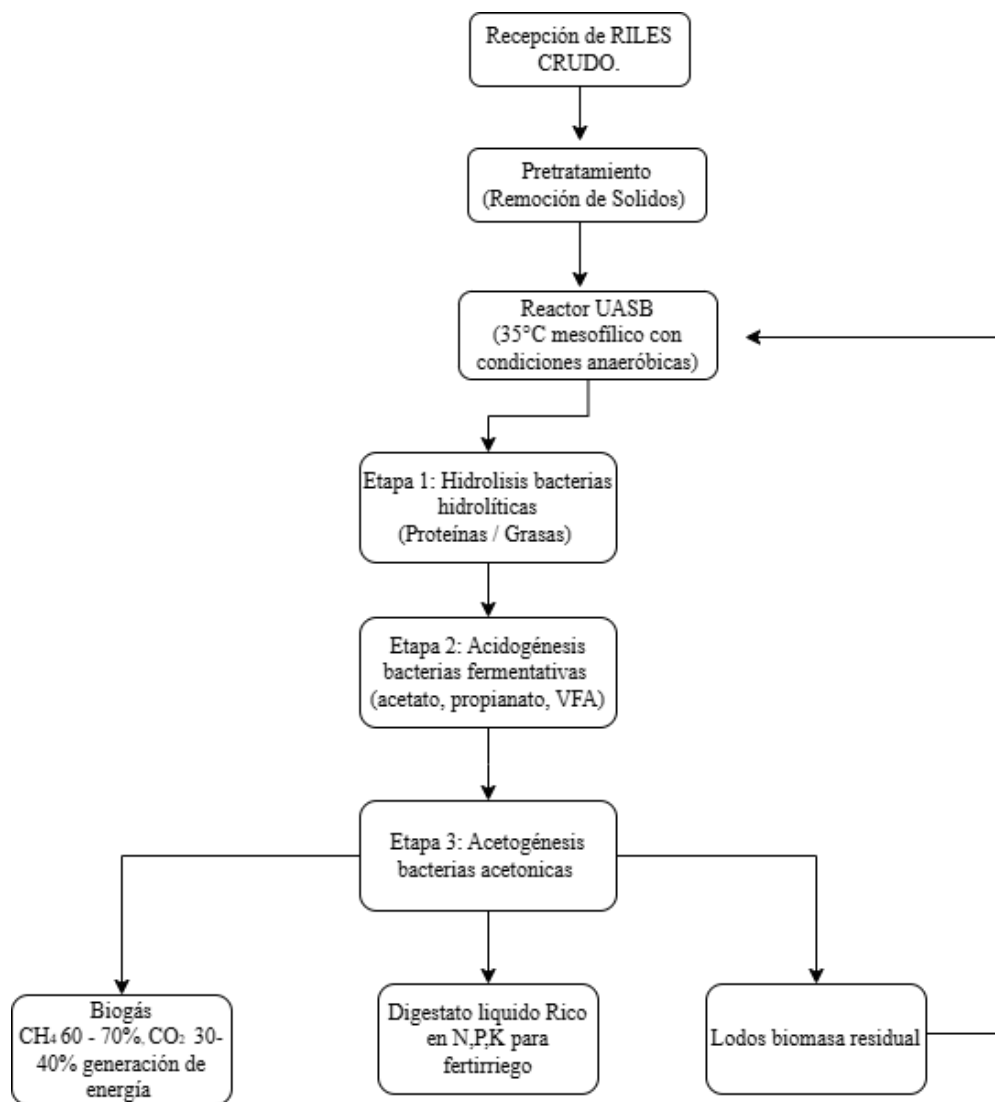 Recepción de RILES
CRUDO.
Pretratamiento
(Remoción de Solidos)
Reactor UASB
(35°C mesofílico con
condiciones anaeróbicas)
Etapa 1: Hidrolisis bacterias
hidrolíticas
(Proteínas / Grasas)
Etapa 2: Acidogénesis
bacterias fermentativas
(acetato, propianato, VFA)
Etapa 3: Acetogénesis
bacterias acetonicas
Biogás
CH₄ 60 - 70%, CO₂ 30-
40% generación de
energía
Digestato liquido Rico
en N,P,K para
fertirriego
Lodos biomasa residual